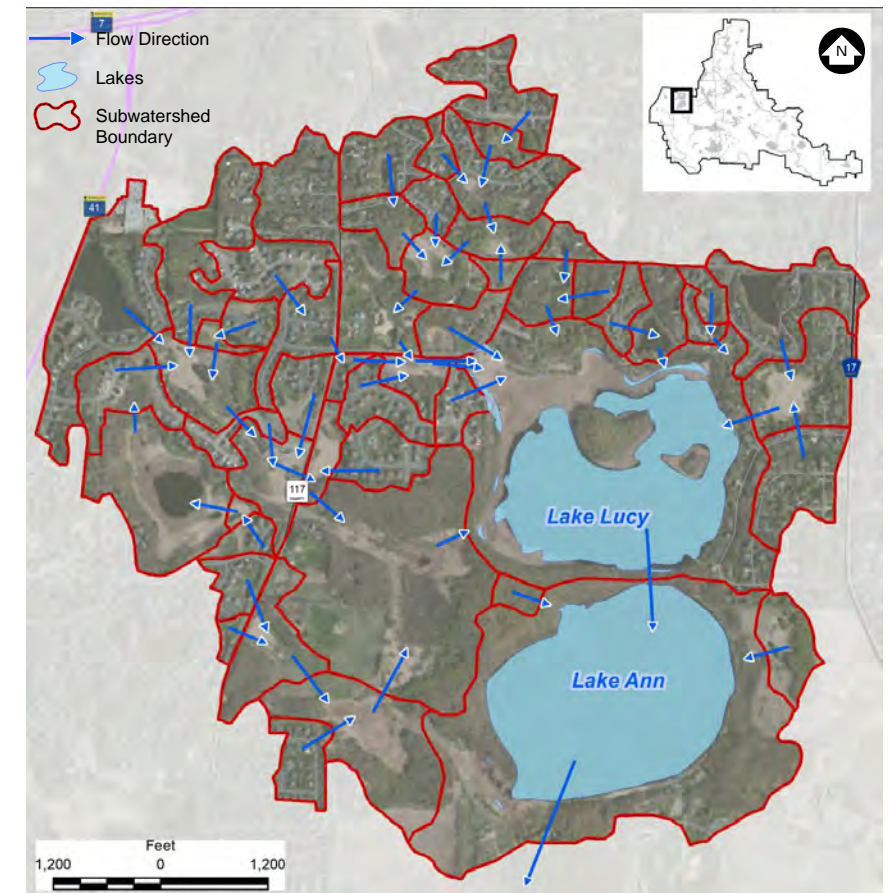 7
Flow Direction
Lakes
Subwatershed
Boundary
N
41
17
117
Lake Lucy
Lake Ann
Feet
1,200 0 1,200